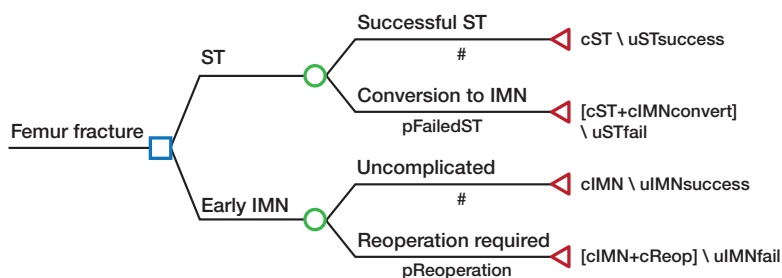 Successful ST
cST \ uSTsuccess
#
ST
Conversion to IMN
[cST+cIMNconvert]
\ uSTfail
pFailedST
Femur fracture
Uncomplicated
cIMN \ uIMNsuccess
#
Early IMN
Reoperation required
[cIMN+cReop] \ uIMNfail
pReoperation